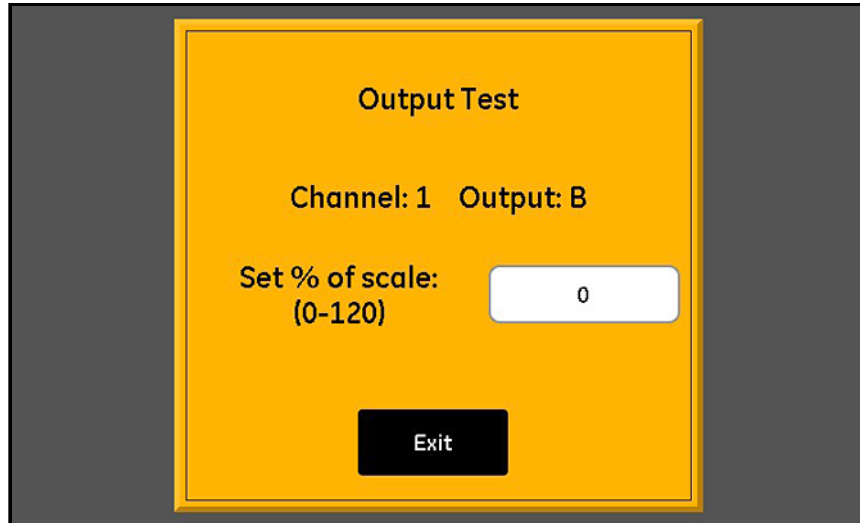 Output Test
Channel: 1 Output: B
Set % of scale:
(0-120)
0
Exit